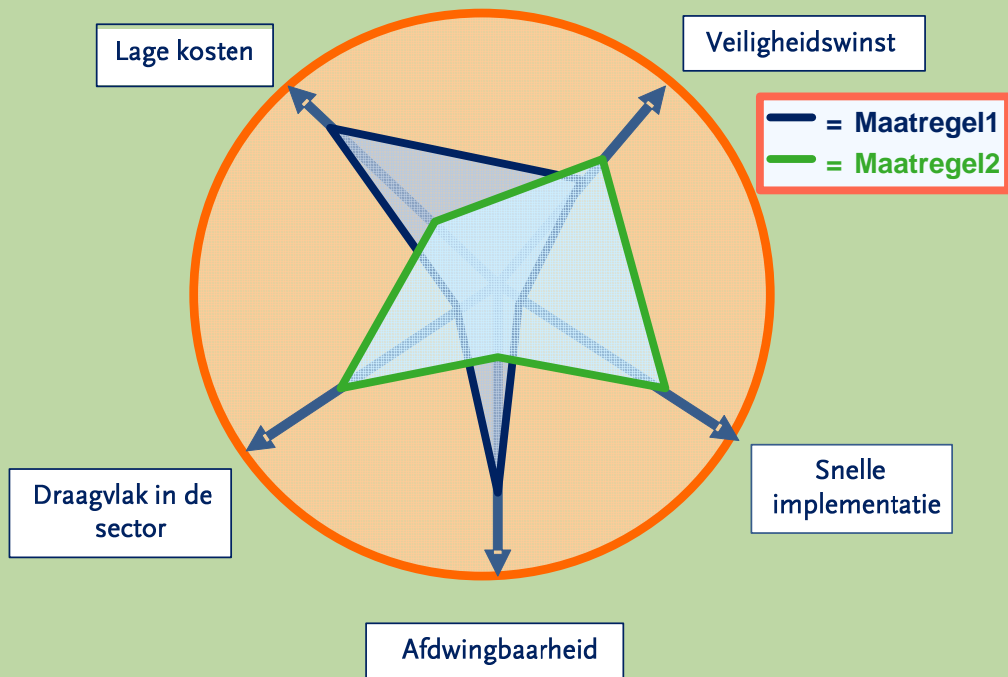 Lage kosten
Veiligheidswinst
= Maatregel1
= Maatregel2
Draagvlak in de
sector
Snelle
implementatie
Afdwingbaarheid